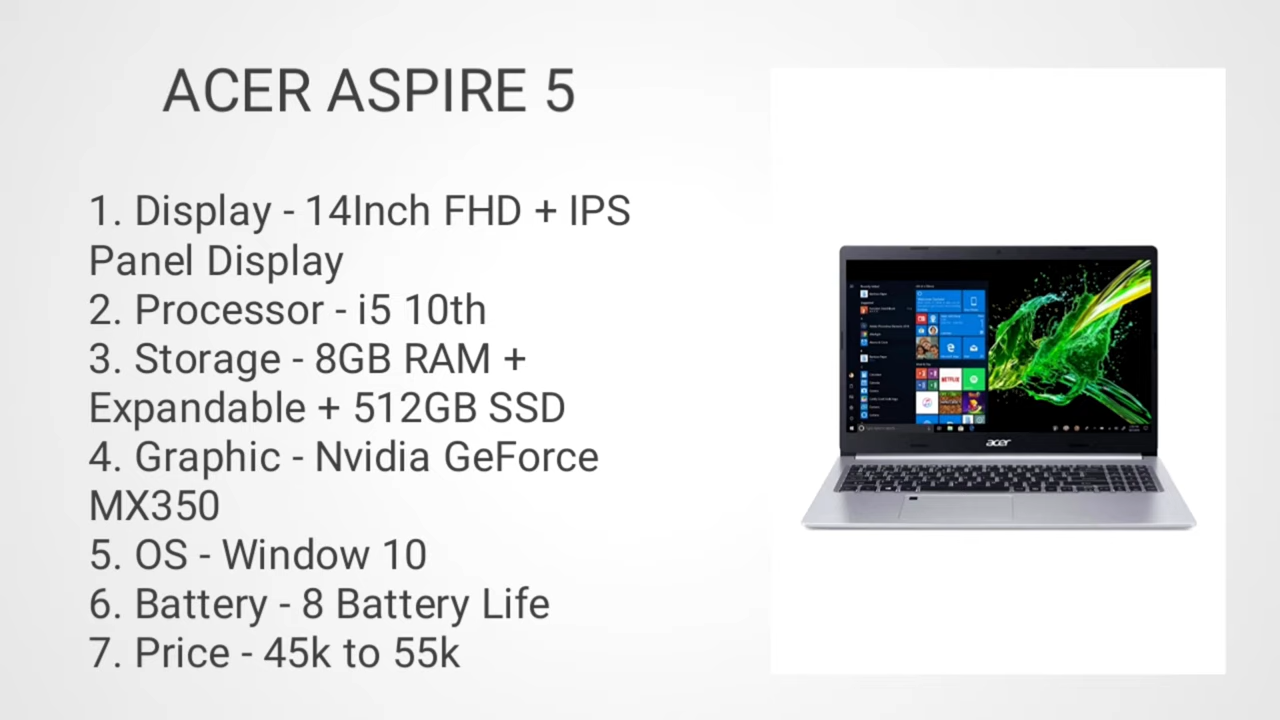 ACER ASPIRE 5
1. Display - 14Inch FHD + IPS
Panel Display
2. Processor - i5 10th
3. Storage - 8GB RAM +
Expandable + 512GB SSD
4. Graphic - Nvidia GeForce
MX350
5. OS - Window 10
6. Battery - 8 Battery Life
7. Price - 45k to 55k
NETFLIX
acer